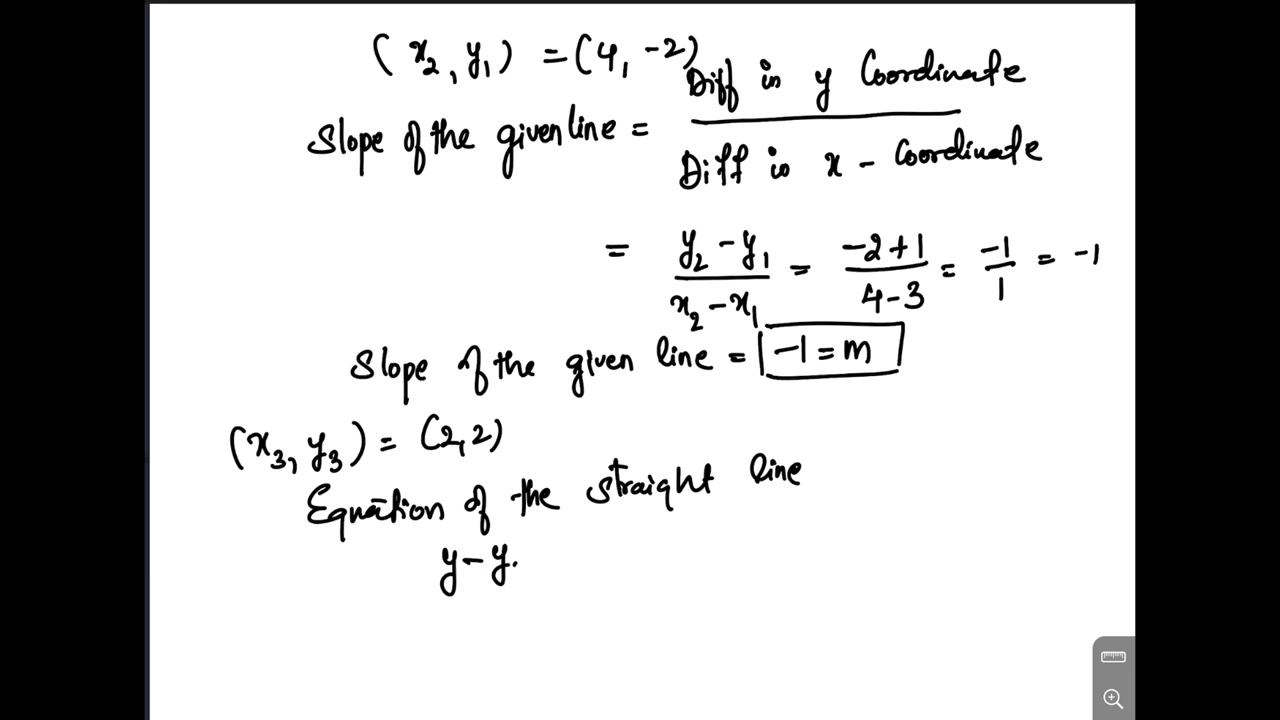 (x₂, y₁) = (4, -2)
Slope of the given line = Diff in y Coordinate / Diff in x - Coordinate
= y₂ - y₁ / x₂ - x₁ = -2+1 / 4-3 = -1 / 1 = -1
Slope of the given line = -1 = m
(x₃, y₃) = (2, 2)
Equation of the straight line
y - y.